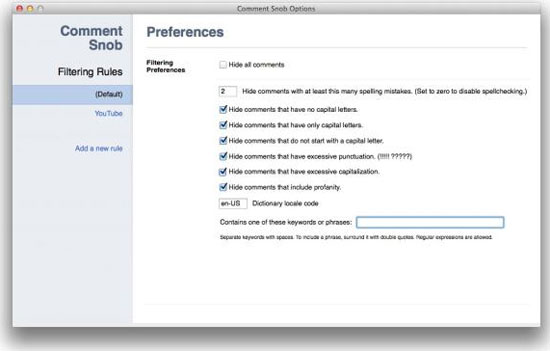 Comment Snob Options
Comment
Snob
Filtering Rules
(Default)
YouTube
Add a new rule
Preferences
Filtering
Preferences
Hide all comments
2 Hide comments with at least this many spelling mistakes. (Set to zero to disable spellchecking.)
Hide comments that have no capital letters.
Hide comments that have only capital letters.
Hide comments that do not start with a capital letter.
Hide comments that have excessive punctuation. (!!!!! ?????)
Hide comments that have excessive capitalization.
Hide comments that include profanity.
en-US Dictionary locale code
Contains one of these keywords or phrases:
Separate keywords with spaces. To include a phrase, surround it with double quotes. Regular expressions are allowed.